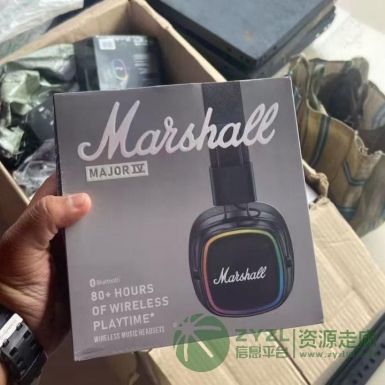 Marshall
MAJOR IV
Bluetooth
80+ HOURS
OF WIRELESS
PLAYTIME*
WIRELESS MUSIC HEADSETS
Marshall
ZYZL
信息平台
资源走廊